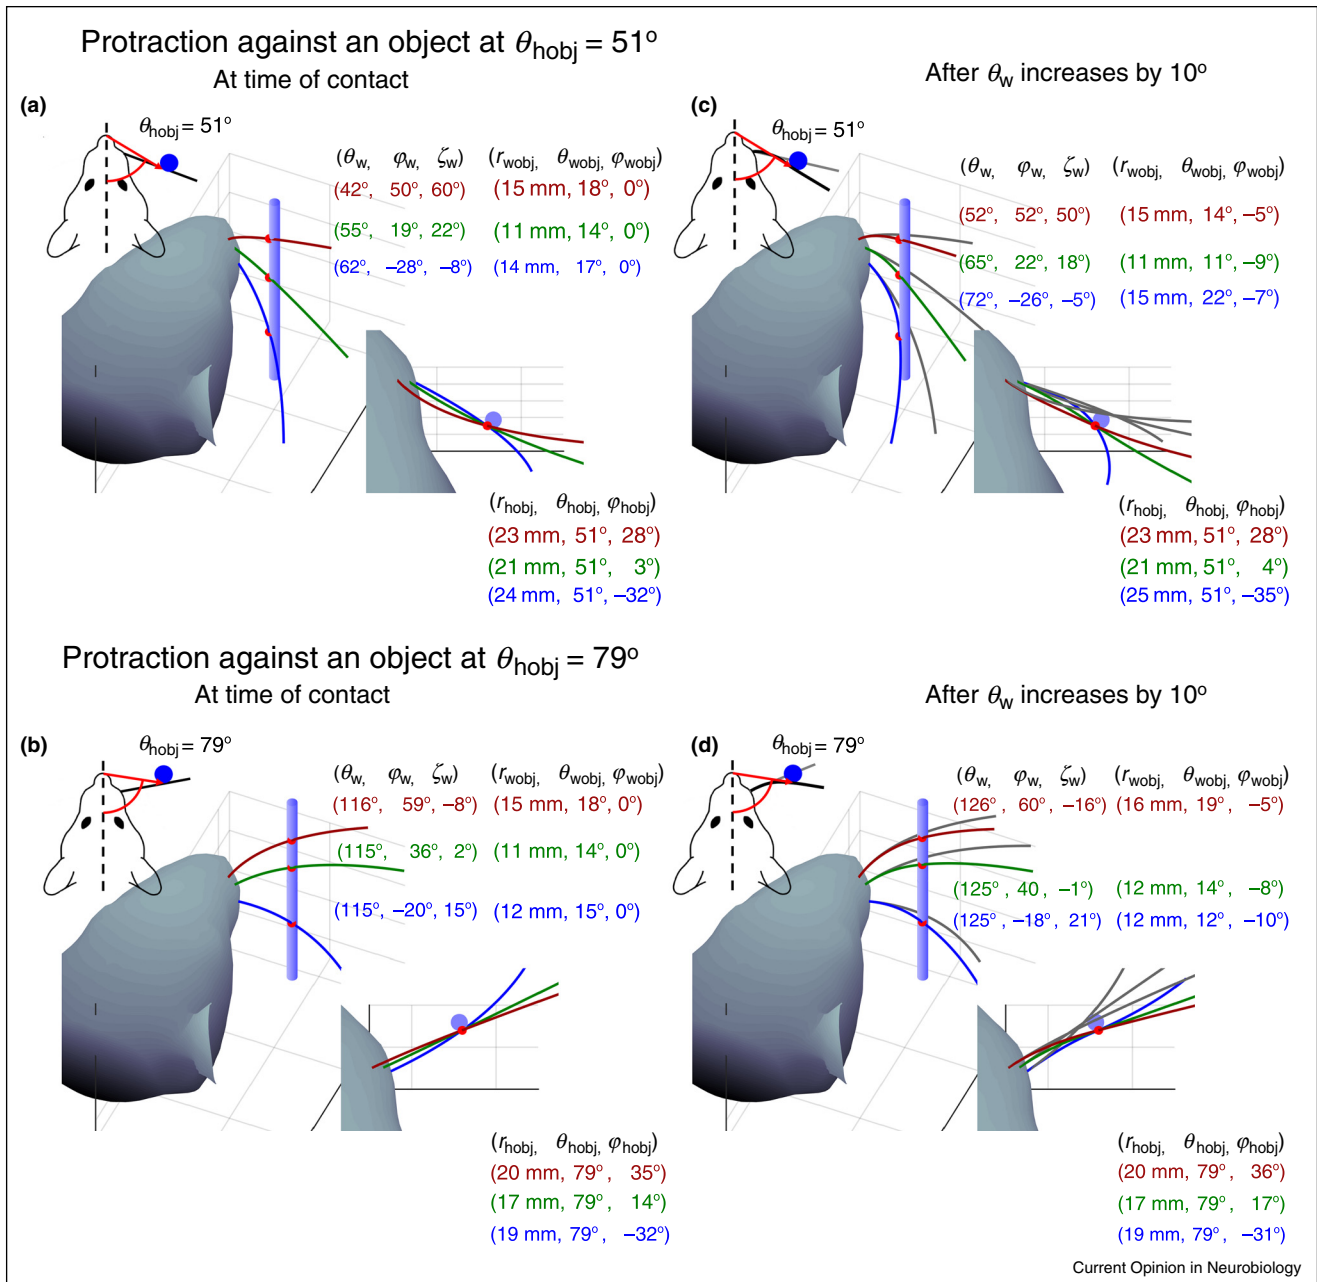 Protraction against an object at θhobj = 51°
At time of contact
After θw increases by 10°
(a)
θhobj = 51°
(θw, φw, ζw) (rwobj, θwobj, φwobj)
(42°, 50°, 60°) (15 mm, 18°, 0°)
(55°, 19°, 22°) (11 mm, 14°, 0°)
(62°, –28°, –8°) (14 mm, 17°, 0°)
(rhobj, θhobj, φhobj)
(23 mm, 51°, 28°)
(21 mm, 51°, 3°)
(24 mm, 51°, –32°)
(c)
θhobj = 51°
(θw, φw, ζw) (rwobj, θwobj, φwobj)
(52°, 52°, 50°) (15 mm, 14°, –5°)
(65°, 22°, 18°) (11 mm, 11°, –9°)
(72°, –26°, –5°) (15 mm, 22°, –7°)
(rhobj, θhobj, φhobj)
(23 mm, 51°, 28°)
(21 mm, 51°, 4°)
(25 mm, 51°, –35°)
Protraction against an object at θhobj = 79°
At time of contact
After θw increases by 10°
(b)
θhobj = 79°
(θw, φw, ζw) (rwobj, θwobj, φwobj)
(116°, 59°, –8°) (15 mm, 18°, 0°)
(115°, 36°, 2°) (11 mm, 14°, 0°)
(115°, –20°, 15°) (12 mm, 15°, 0°)
(rhobj, θhobj, φhobj)
(20 mm, 79°, 35°)
(17 mm, 79°, 14°)
(19 mm, 79°, –32°)
(d)
θhobj = 79°
(θw, φw, ζw) (rwobj, θwobj, φwobj)
(126°, 60°, –16°) (16 mm, 19°, –5°)
(125°, 40, –1°) (12 mm, 14°, –8°)
(125°, –18°, 21°) (12 mm, 12°, –10°)
(rhobj, θhobj, φhobj)
(20 mm, 79°, 36°)
(17 mm, 79°, 17°)
(19 mm, 79°, –31°)
Current Opinion in Neurobiology